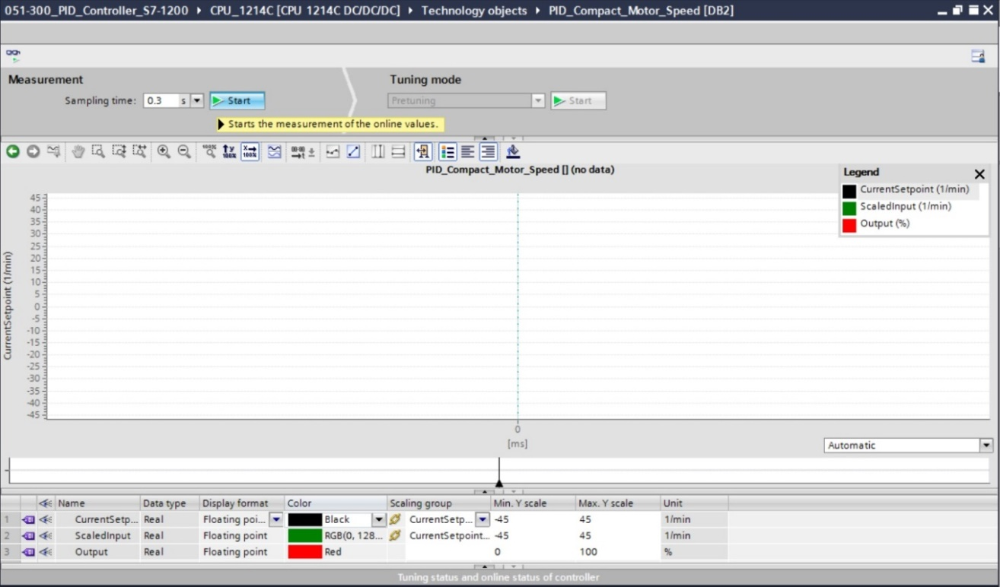 051-300_PID_Controller_S7-1200 ▸ CPU_1214C [CPU 1214C DC/DC/DC] ▸ Technology objects ▸ PID_Compact_Motor_Speed [DB2]
Measurement
Sampling time: 0.3 s Start
Tuning mode
Pretuning Start
Starts the measurement of the online values.
PID_Compact_Motor_Speed [] (no data)
Legend
CurrentSetpoint (1/min)
ScaledInput (1/min)
Output (%)
CurrentSetpoint (1/min)
45
40
35
30
25
20
15
10
5
0
-5
-10
-15
-20
-25
-30
-35
-40
-45
0
[ms]
Automatic
Name Data type Display format Color Scaling group Min. Y scale Max. Y scale Unit
1 CurrentSetp... Real Floating poi... Black CurrentSetp... -45 45 1/min
2 ScaledInput Real Floating point RGB(0, 128... CurrentSetpoint... -45 45 1/min
3 Output Real Floating point Red 0 100 %
Tuning status and online status of controller